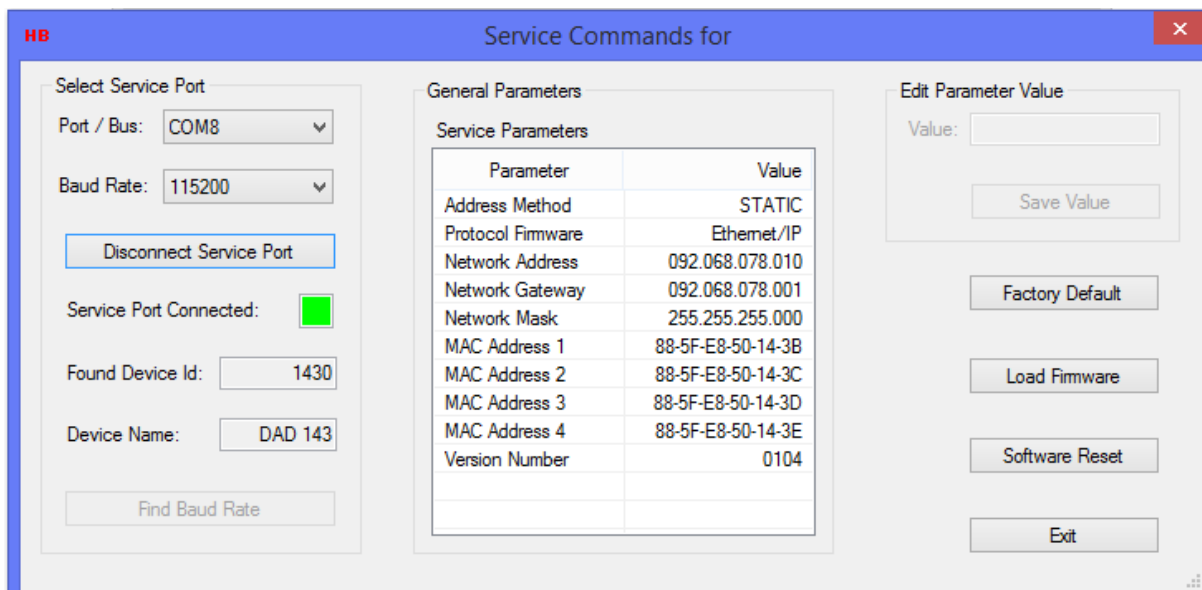 HB
Service Commands for
Select Service Port
Port / Bus: COM8
Baud Rate: 115200
Disconnect Service Port
Service Port Connected:
Found Device Id: 1430
Device Name: DAD 143
Find Baud Rate
General Parameters
Service Parameters
Parameter Value
Address Method STATIC
Protocol Firmware Ethernet/IP
Network Address 092.068.078.010
Network Gateway 092.068.078.001
Network Mask 255.255.255.000
MAC Address 1 88-5F-E8-50-14-3B
MAC Address 2 88-5F-E8-50-14-3C
MAC Address 3 88-5F-E8-50-14-3D
MAC Address 4 88-5F-E8-50-14-3E
Version Number 0104
Edit Parameter Value
Value:
Save Value
Factory Default
Load Firmware
Software Reset
Exit